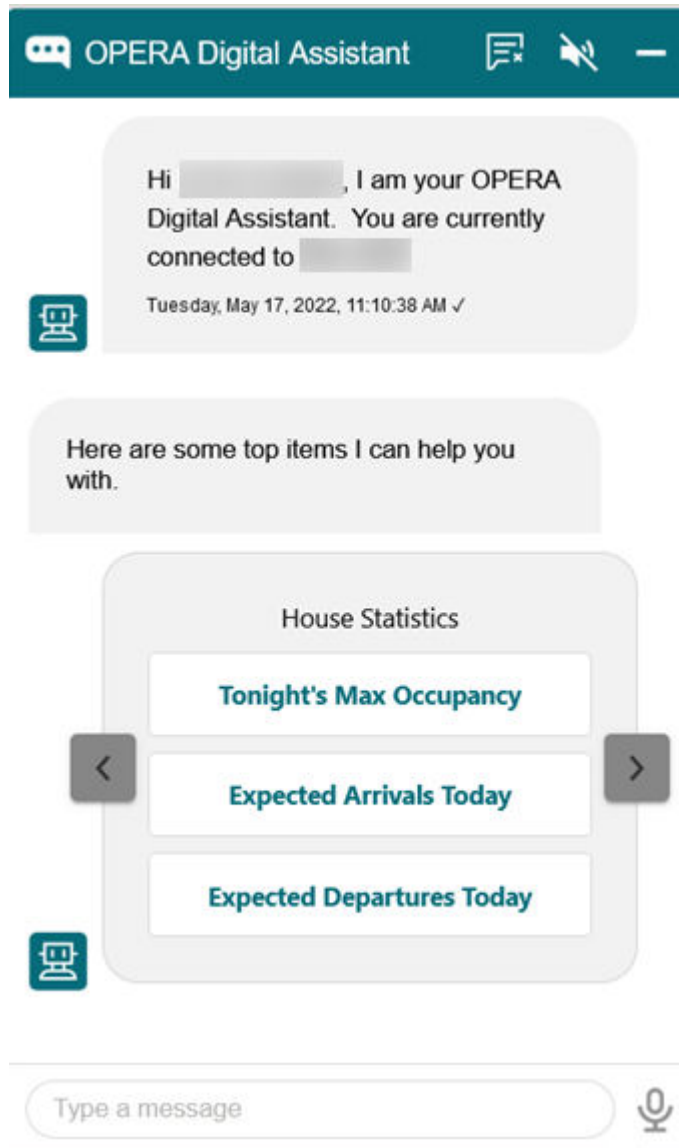 OPERA Digital Assistant
Hi , I am your OPERA
Digital Assistant. You are currently
connected to
Tuesday, May 17, 2022, 11:10:38 AM ✓
Here are some top items I can help you
with.
House Statistics
Tonight's Max Occupancy
Expected Arrivals Today
Expected Departures Today
Type a message